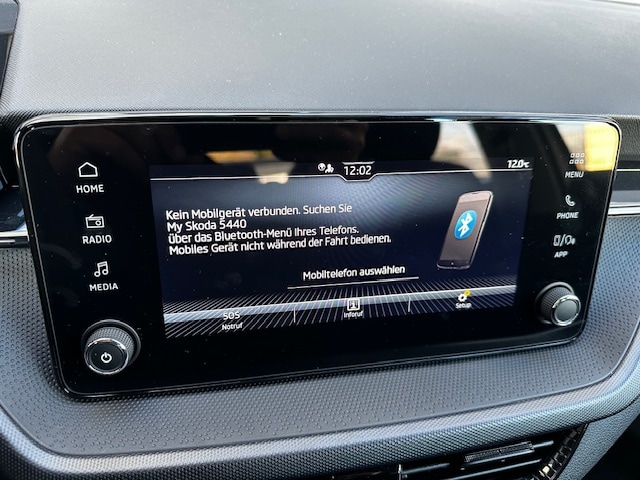 12:02
12.0°C
HOME
RADIO
MEDIA
MENU
PHONE
APP
Kein Mobilgerät verbunden. Suchen Sie
My Skoda 5440
über das Bluetooth-Menü Ihres Telefons.
Mobiles Gerät nicht während der Fahrt bedienen.
Mobiltelefon auswählen
SOS
Notruf
Inforuf
Setup